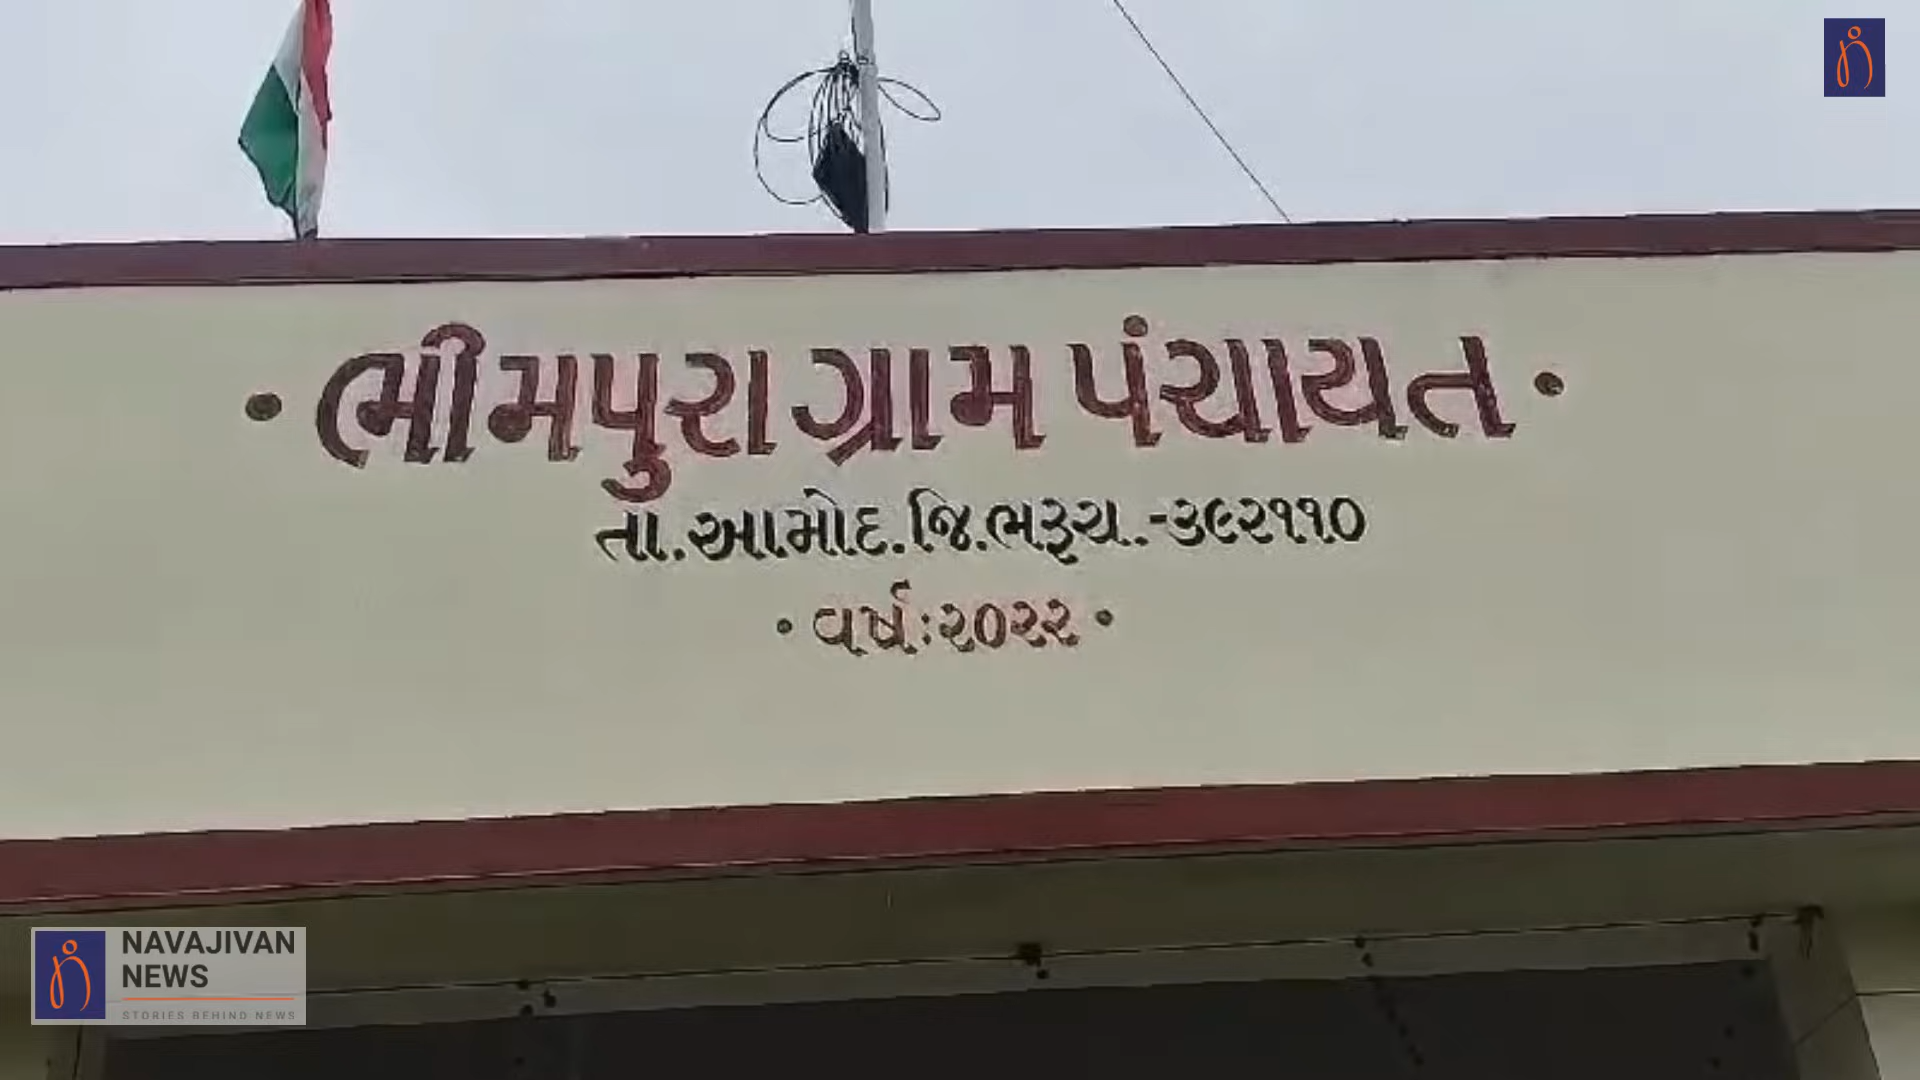 • ભીમપુરા ગ્રામ પંચાયત •
તા.આમોદ.જિ.ભરૂચ.-૩૯૨૧૧૦
• વર્ષ:૨૦૨૨ •
NAVAJIVAN
NEWS
STORIES BEHIND NEWS